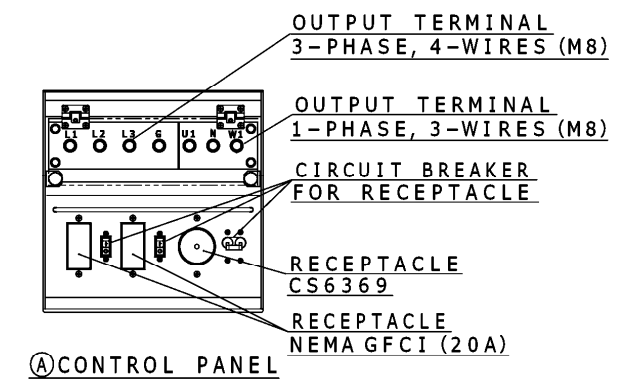 OUTPUT TERMINAL
3-PHASE, 4-WIRES (M8)
OUTPUT TERMINAL
1-PHASE, 3-WIRES (M8)
L1 L2 L3 G U1 N W1
CIRCUIT BREAKER
FOR RECEPTACLE
RECEPTACLE
CS6369
RECEPTACLE
NEMA GFCI (20A)
Ⓐ CONTROL PANEL